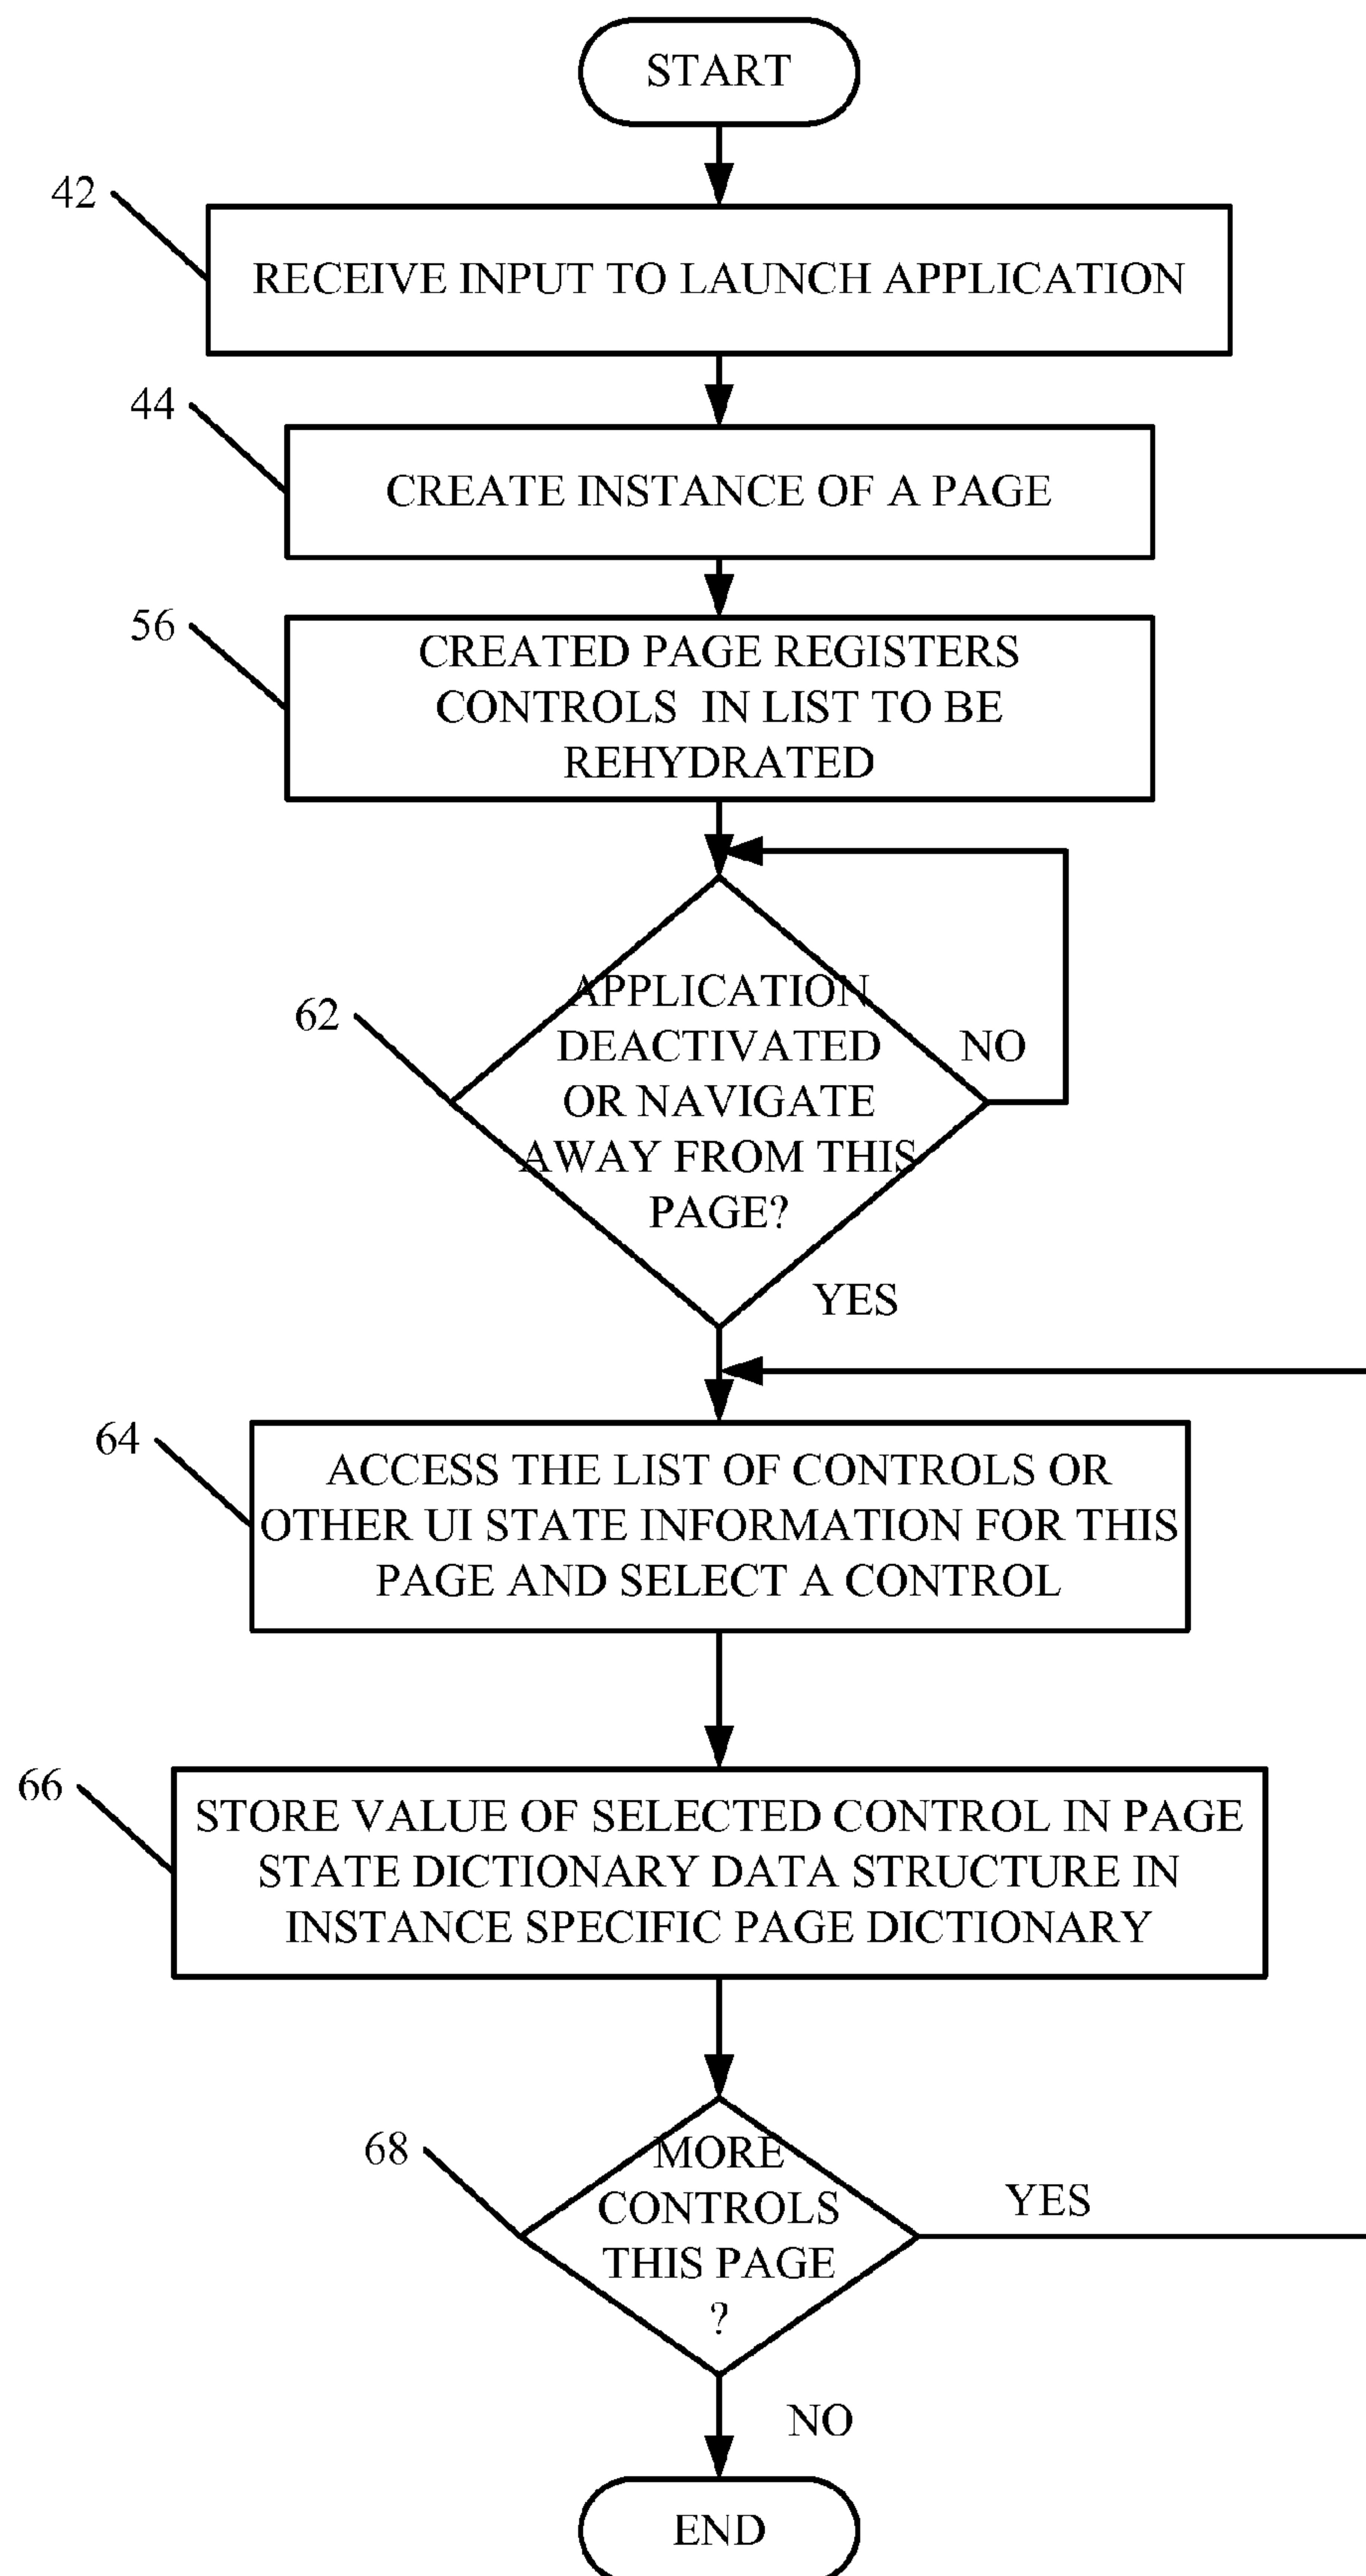 START
42
RECEIVE INPUT TO LAUNCH APPLICATION
44
CREATE INSTANCE OF A PAGE
56
CREATED PAGE REGISTERS
CONTROLS IN LIST TO BE
REHYDRATED
62
APPLICATION
DEACTIVATED
OR NAVIGATE
AWAY FROM THIS
PAGE?
NO
YES
64
ACCESS THE LIST OF CONTROLS OR
OTHER UI STATE INFORMATION FOR THIS
PAGE AND SELECT A CONTROL
66
STORE VALUE OF SELECTED CONTROL IN PAGE
STATE DICTIONARY DATA STRUCTURE IN
INSTANCE SPECIFIC PAGE DICTIONARY
68
MORE
CONTROLS
THIS PAGE
?
YES
NO
END